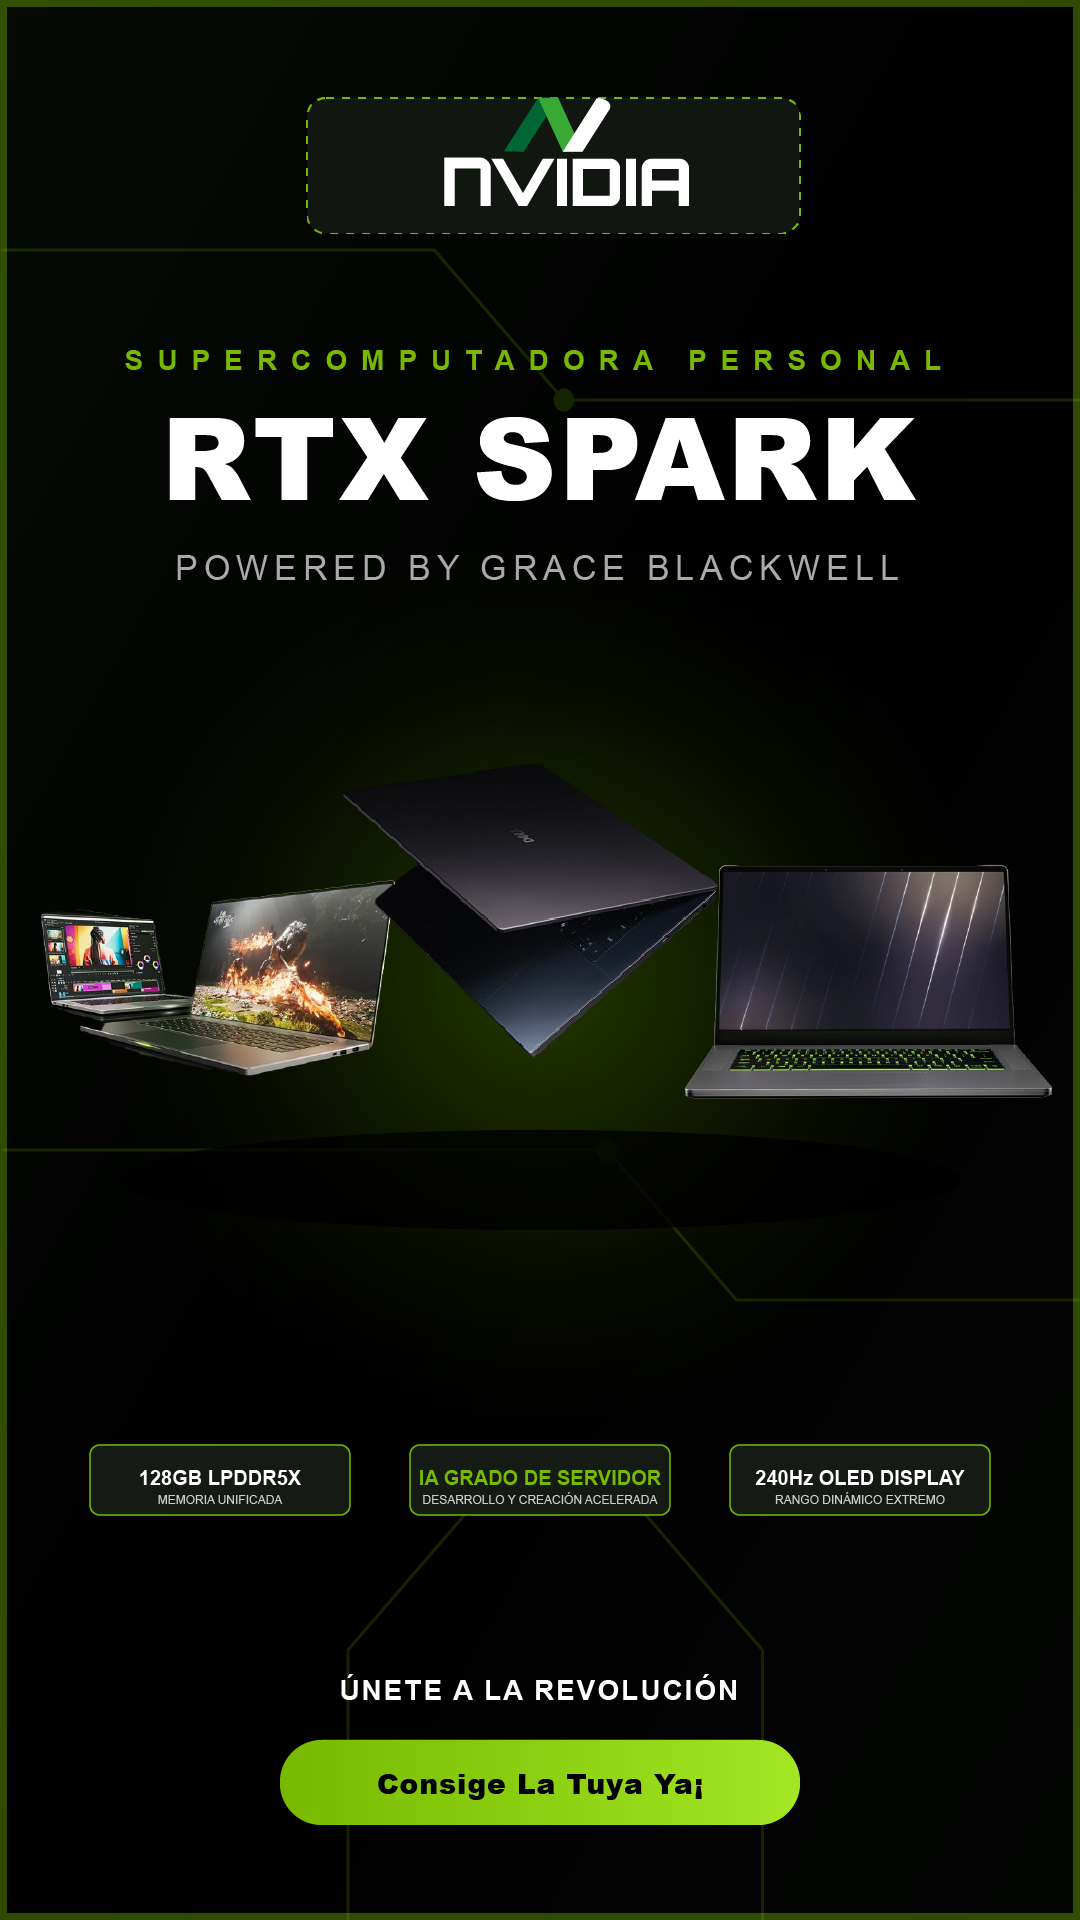 NVIDIA
SUPERCOMPUTADORA PERSONAL
RTX SPARK
POWERED BY GRACE BLACKWELL
DELL
128GB LPDDR5X
MEMORIA UNIFICADA
IA GRADO DE SERVIDOR
DESARROLLO Y CREACIÓN ACELERADA
240Hz OLED DISPLAY
RANGO DINÁMICO EXTREMO
ÚNETE A LA REVOLUCIÓN
Consige La Tuya Ya¡